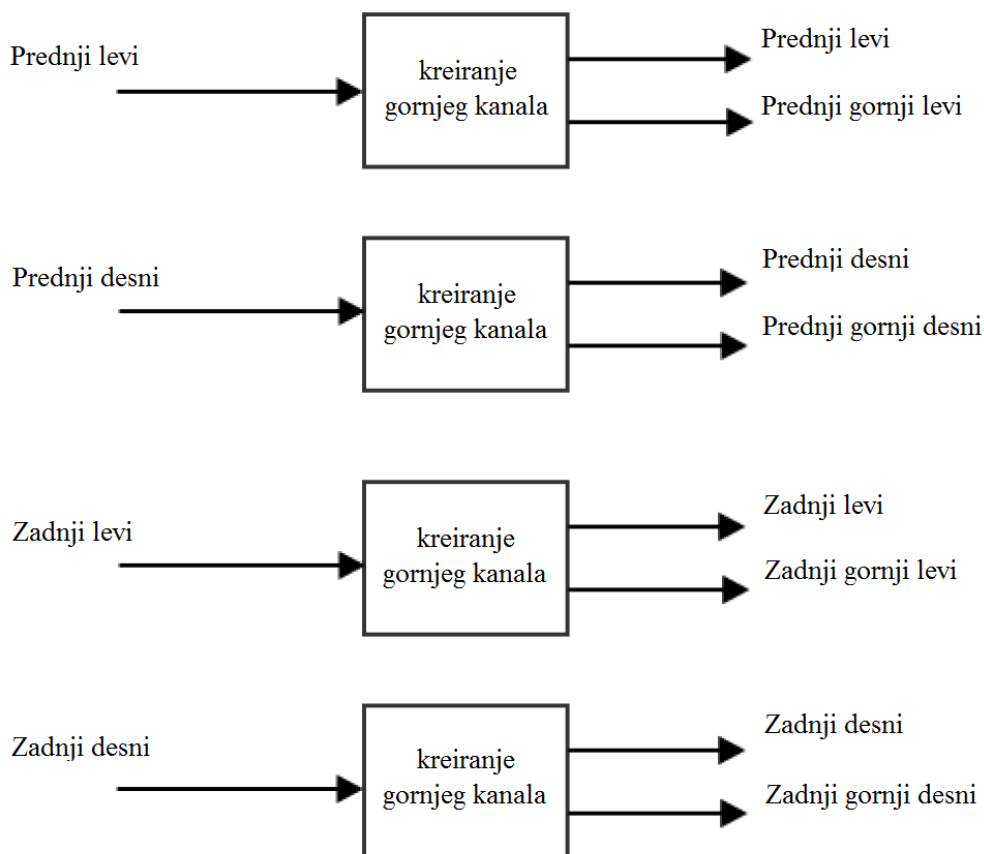 Prednji levi
kreiranje
gornjeg kanala
Prednji levi
Prednji gornji levi
Prednji desni
kreiranje
gornjeg kanala
Prednji desni
Prednji gornji desni
Zadnji levi
kreiranje
gornjeg kanala
Zadnji levi
Zadnji gornji levi
Zadnji desni
kreiranje
gornjeg kanala
Zadnji desni
Zadnji gornji desni